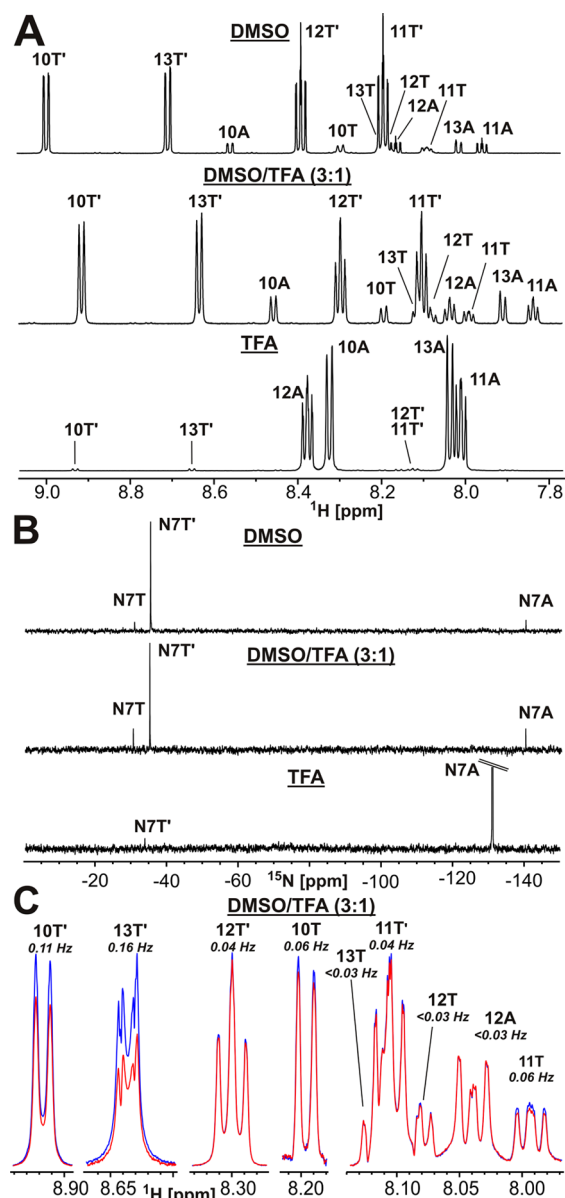 A
DMSO
10T' 13T' 12T' 11T'
10A 10T 13T 12T 12A 11T 13A 11A
DMSO/TFA (3:1)
10T' 13T' 12T' 11T'
10A 10T 13T 12T 12A 11T 13A 11A
TFA
10T' 13T' 12A 10A 12T' 11T' 13A 11A
9.0 8.8 8.6 8.4 8.2 8.0 7.8
¹H [ppm]
B
DMSO
N7T N7T' N7A
DMSO/TFA (3:1)
N7T N7T' N7A
TFA
N7T' N7A
-20 -40 -60 -80 -100 -120 -140
¹⁵N [ppm]
C
DMSO/TFA (3:1)
10T' 13T' 12T' 10T 11T'
0.11 Hz 0.16 Hz 0.04 Hz 0.06 Hz 0.04 Hz
13T
<0.03 Hz
12T
<0.03 Hz
12A
<0.03 Hz
11T
0.06 Hz
8.90 8.65 8.30 8.20 8.10 8.05 8.00
¹H [ppm]